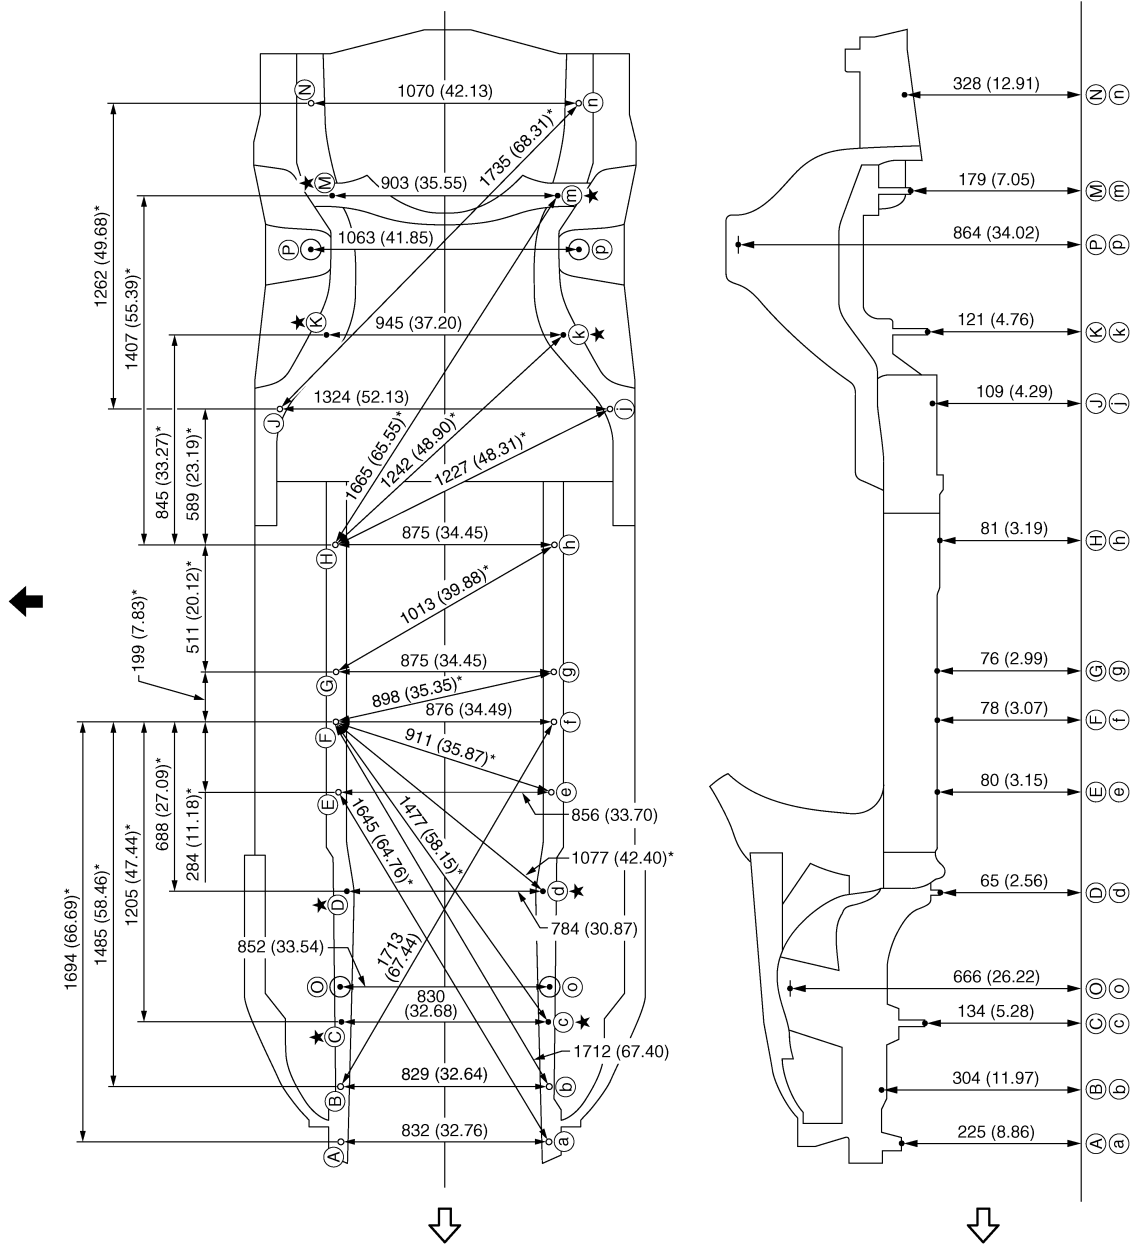 N
1070 (42.13)
n
1735 (68.31)*
M
903 (35.55)
m
P
1063 (41.85)
p
1262 (49.68)*
1407 (55.39)*
K
945 (37.20)
k
J
1324 (52.13)
j
845 (33.27)*
589 (23.19)*
1665 (65.55)*
1242 (48.90)*
1227 (48.31)*
H
875 (34.45)
h
199 (7.83)*
511 (20.12)*
1013 (39.88)*
G
875 (34.45)
g
898 (35.35)*
F
876 (34.49)
f
911 (35.87)*
E
e
856 (33.70)
1694 (66.69)*
1485 (58.46)*
1205 (47.44)*
688 (27.09)*
284 (11.18)*
1645 (64.76)*
1477 (58.15)*
1077 (42.40)*
D
d
784 (30.87)
852 (33.54)
1713
(67.44)
O
o
830
(32.68)
C
c
1712 (67.40)
B
829 (32.64)
b
A
832 (32.76)
a
328 (12.91) N n
179 (7.05) M m
864 (34.02) P p
121 (4.76) K k
109 (4.29) J j
81 (3.19) H h
76 (2.99) G g
78 (3.07) F f
80 (3.15) E e
65 (2.56) D d
666 (26.22) O o
134 (5.28) C c
304 (11.97) B b
225 (8.86) A a